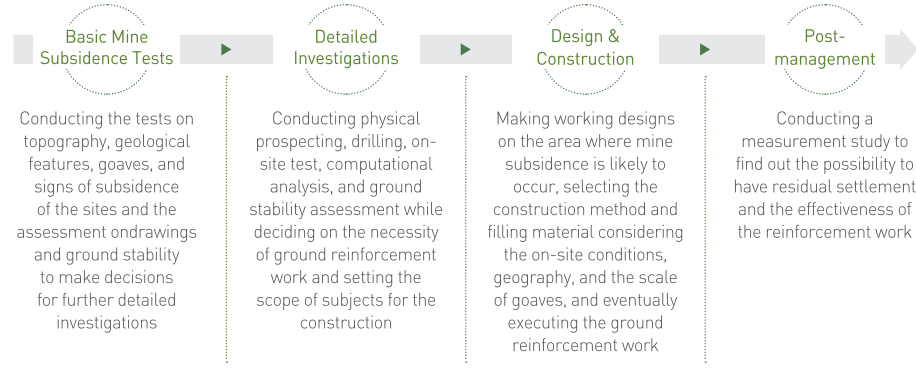 Basic Mine
Subsidence Tests
Conducting the tests on
topography, geological
features, goaves, and
signs of subsidence
of the sites and the
assessment ondrawings
and ground stability
to make decisions
for further detailed
investigations
Detailed
Investigations
Conducting physical
prospecting, drilling, on-
site test, computational
analysis, and ground
stability assessment while
deciding on the necessity
of ground reinforcement
work and setting the
scope of subjects for the
construction
Design &
Construction
Making working designs
on the area where mine
subsidence is likely to
occur, selecting the
construction method and
filling material considering
the on-site conditions,
geography, and the scale
of goaves, and eventually
executing the ground
reinforcement work
Post-
management
Conducting a
measurement study to
find out the possibility to
have residual settlement
and the effectiveness of
the reinforcement work